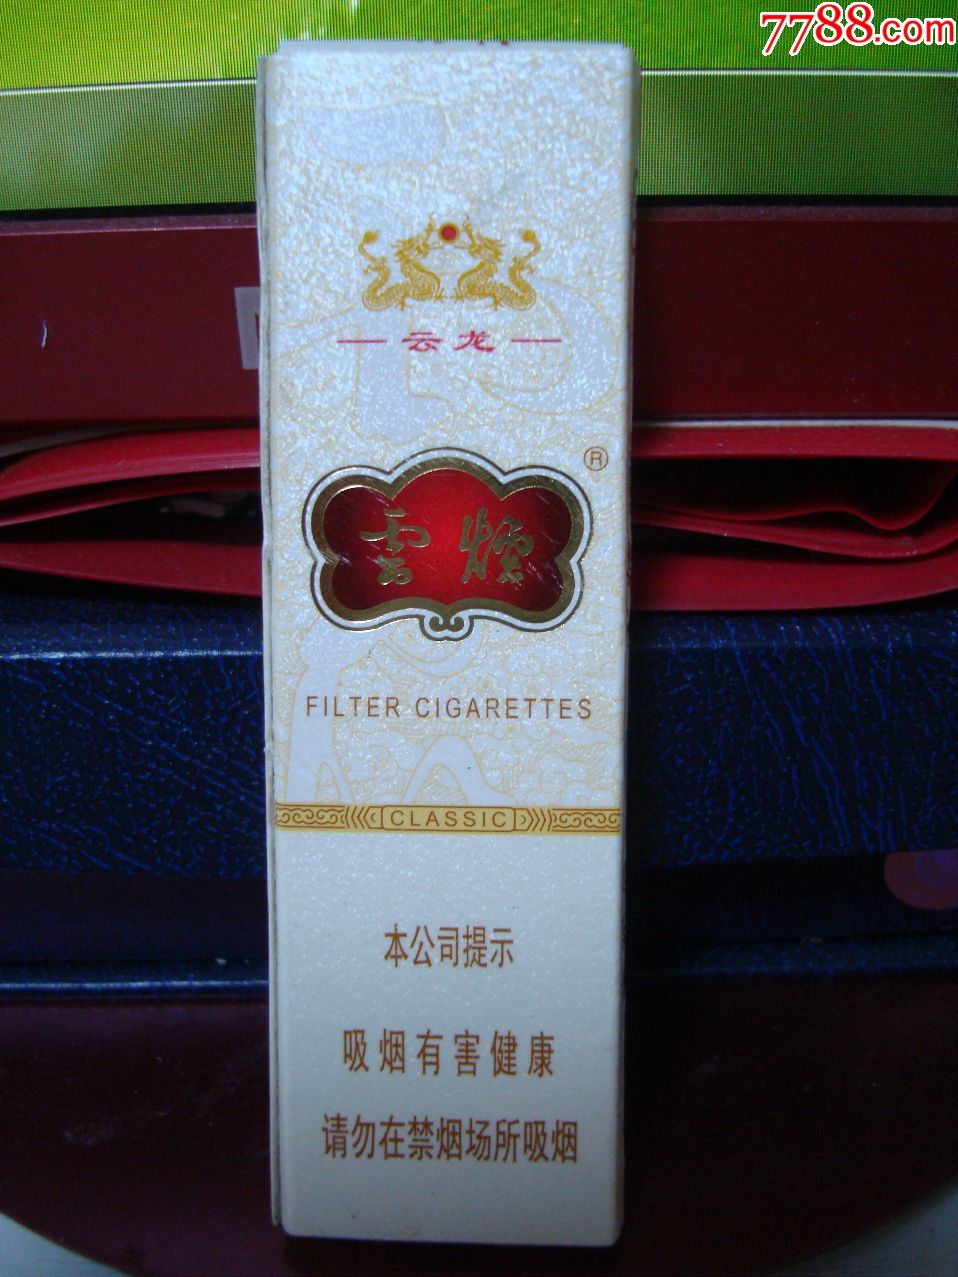 7788.com
云龙
®
雲煙
FILTER CIGARETTES
CLASSIC
本公司提示
吸烟有害健康
请勿在禁烟场所吸烟